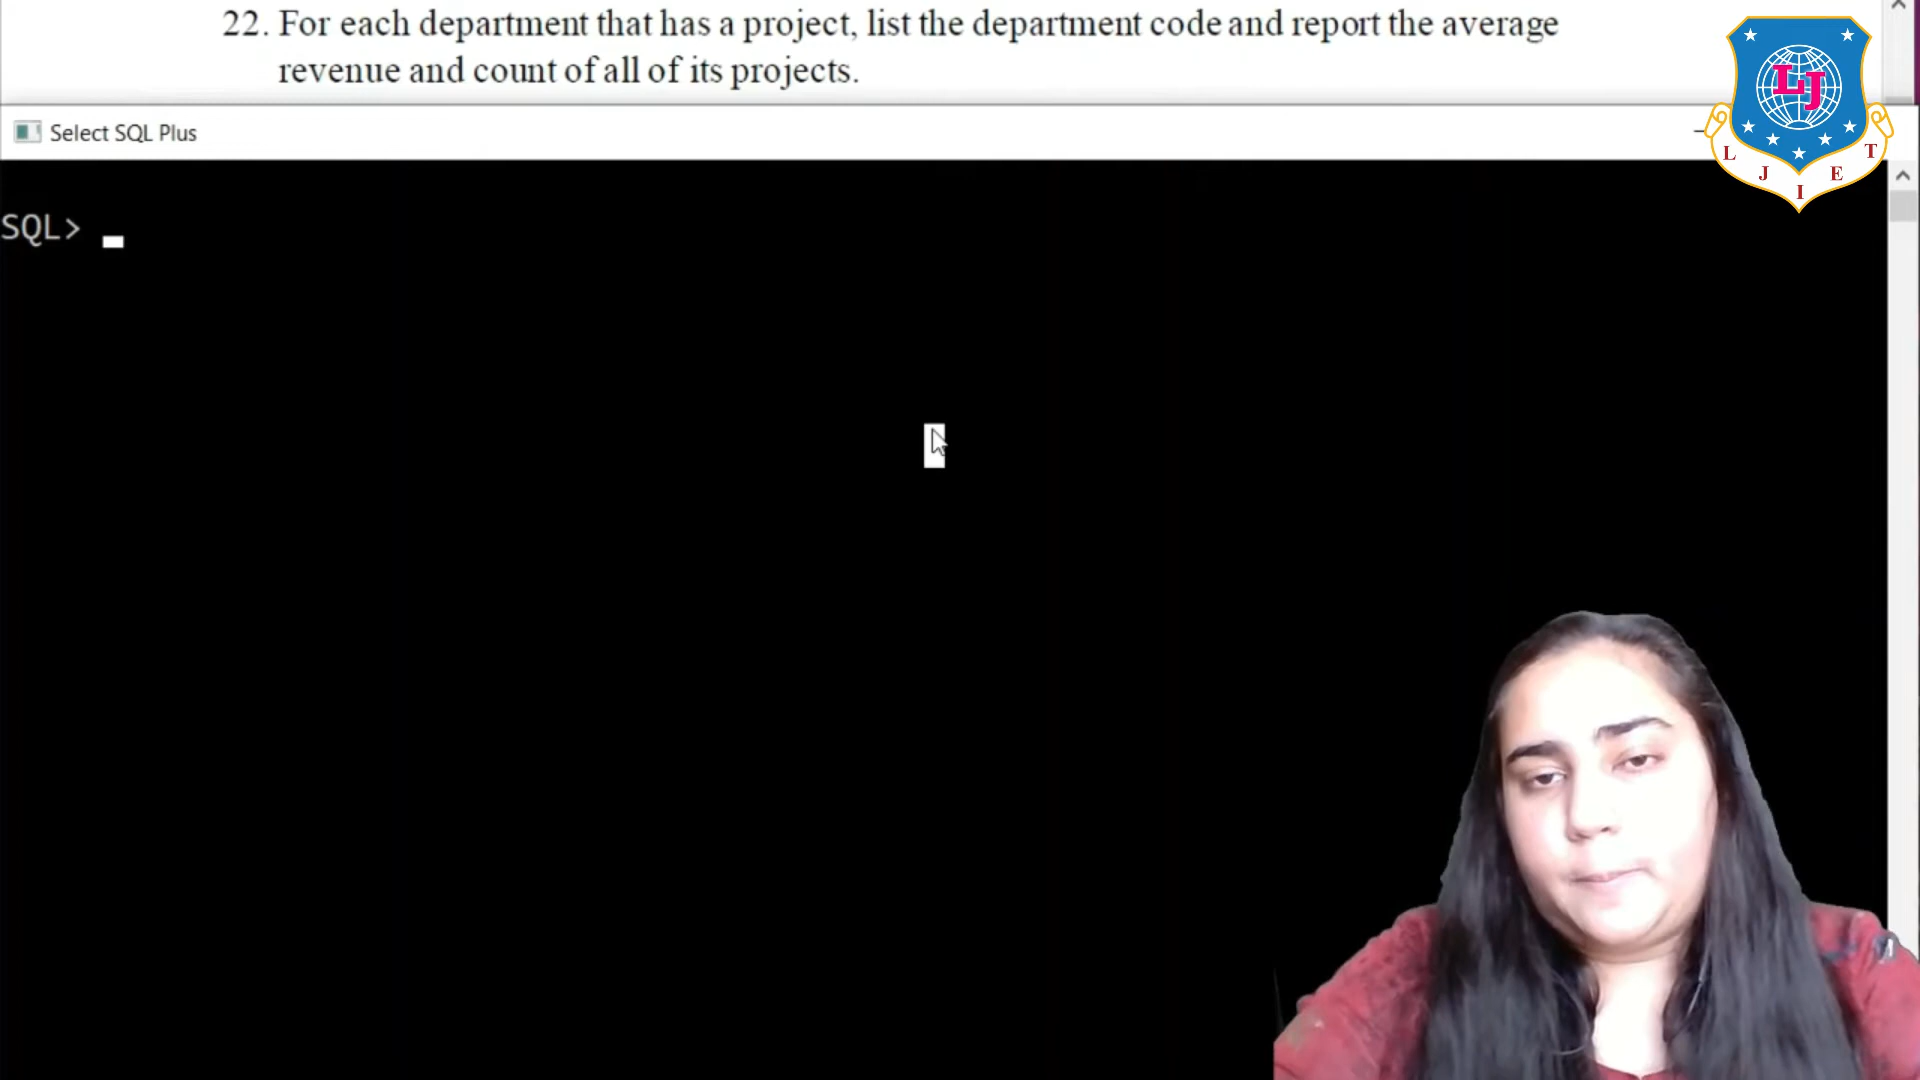 22. For each department that has a project, list the department code and report the average
revenue and count of all of its projects.
Select SQL Plus
SQL>
LJ
L J I E T